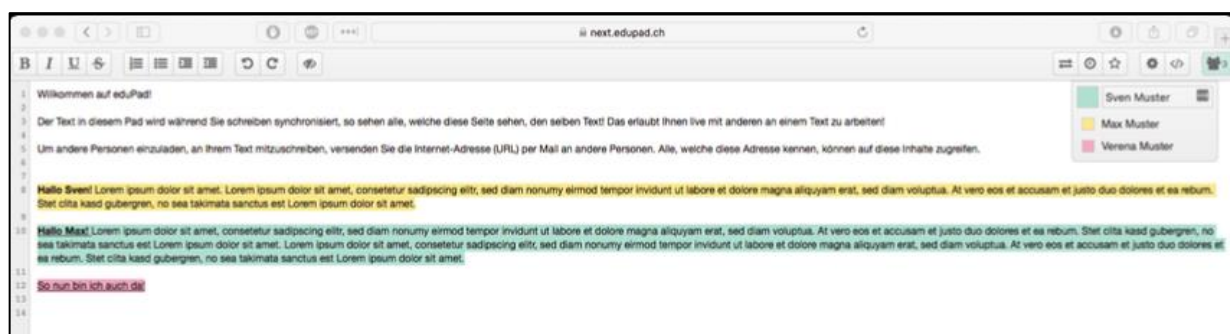 next.edupad.ch
B I U S
3
Sven Muster
Max Muster
Verena Muster
1 Willkommen auf eduPad!
2
3 Der Text in diesem Pad wird während Sie schreiben synchronisiert, so sehen alle, welche diese Seite sehen, den selben Text! Das erlaubt Ihnen live mit anderen an einem Text zu arbeiten!
4
5 Um andere Personen einzuladen, an Ihrem Text mitzuschreiben, versenden Sie die Internet-Adresse (URL) per Mail an andere Personen. Alle, welche diese Adresse kennen, können auf diese Inhalte zugreifen.
6
7
8 Hallo Sven! Lorem ipsum dolor sit amet. Lorem ipsum dolor sit amet, consetetur sadipscing elitr, sed diam nonumy eirmod tempor invidunt ut labore et dolore magna aliquyam erat, sed diam voluptua. At vero eos et accusam et justo duo dolores et ea rebum.
Stet clita kasd gubergren, no sea takimata sanctus est Lorem ipsum dolor sit amet.
9
10 Hallo Max! Lorem ipsum dolor sit amet, consetetur sadipscing elitr, sed diam nonumy eirmod tempor invidunt ut labore et dolore magna aliquyam erat, sed diam voluptua. At vero eos et accusam et justo duo dolores et ea rebum. Stet clita kasd gubergren, no
sea takimata sanctus est Lorem ipsum dolor sit amet. Lorem ipsum dolor sit amet, consetetur sadipscing elitr, sed diam nonumy eirmod tempor invidunt ut labore et dolore magna aliquyam erat, sed diam voluptua. At vero eos et accusam et justo duo dolores et
ea rebum. Stet clita kasd gubergren, no sea takimata sanctus est Lorem ipsum dolor sit amet.
11
12 So nun bin ich auch da!
13
14